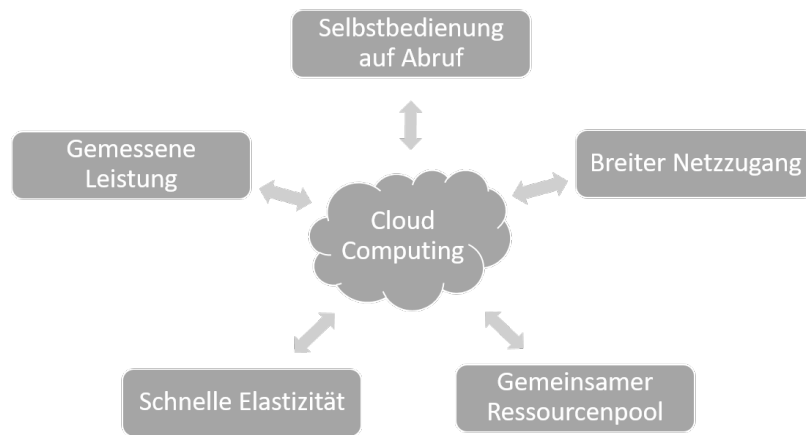 Selbstbedienung
auf Abruf
Gemessene
Leistung
Breiter Netzzugang
Cloud
Computing
Schnelle Elastizität
Gemeinsamer
Ressourcenpool